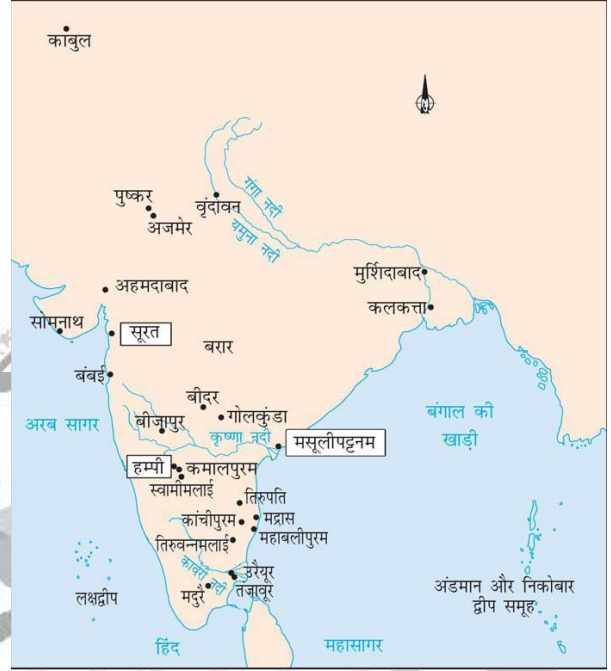 काबुल
गंगा नदी
पुष्कर
वृंदावन
अजमेर
यमुना नदी
मुर्शिदाबाद
अहमदाबाद
कलकत्ता
सोमनाथ
सूरत
बरार
बंबई
बीदर
गोलकुंडा
बीजापुर
अरब सागर
बंगाल की
खाड़ी
कृष्णा नदी
मसूलीपट्टनम
हम्पी
कमालपुरम
स्वामीमलाई
तिरुपति
कांचीपुरम
मद्रास
महाबलीपुरम
तिरुवन्नमलाई
कावेरी नदी
उरैयूर
तंजावूर
मदुरै
लक्षद्वीप
अंडमान और निकोबार
द्वीप समूह
हिंद
महासागर